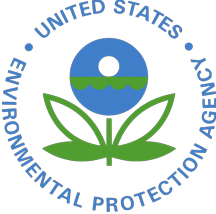 UNITED STATES
ENVIRONMENTAL PROTECTION AGENCY